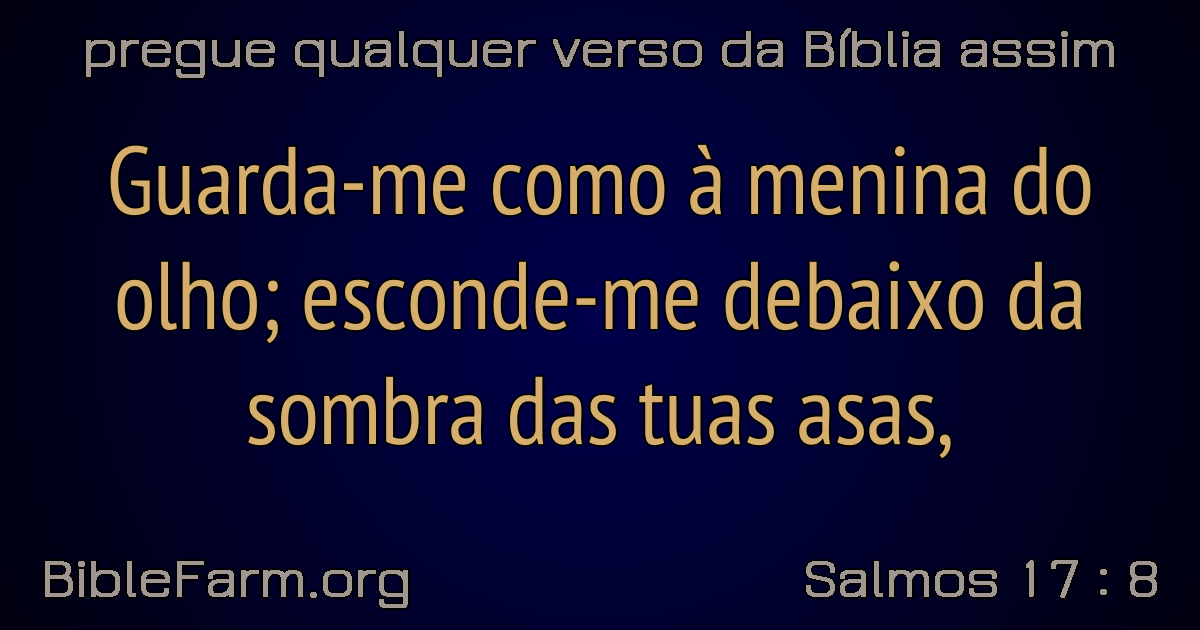 pregue qualquer verso da Bíblia assim
Guarda-me como à menina do
olho; esconde-me debaixo da
sombra das tuas asas,
BibleFarm.org
Salmos 17 : 8